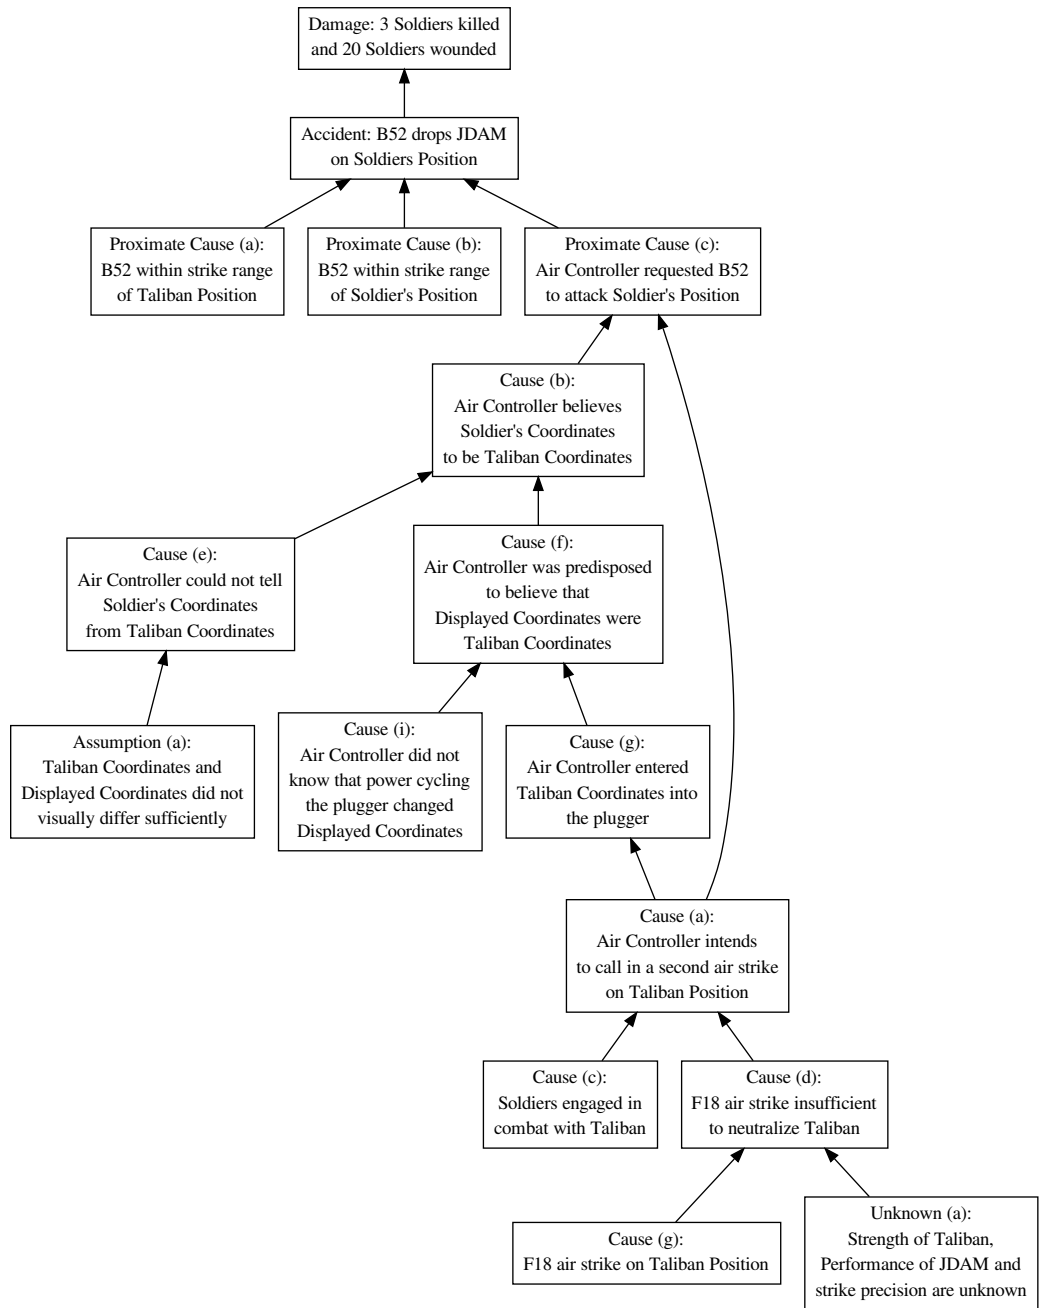 Damage: 3 Soldiers killed
and 20 Soldiers wounded
Accident: B52 drops JDAM
on Soldiers Position
Proximate Cause (a):
B52 within strike range
of Taliban Position
Proximate Cause (b):
B52 within strike range
of Soldier's Position
Proximate Cause (c):
Air Controller requested B52
to attack Soldier's Position
Cause (b):
Air Controller believes
Soldier's Coordinates
to be Taliban Coordinates
Cause (e):
Air Controller could not tell
Soldier's Coordinates
from Taliban Coordinates
Cause (f):
Air Controller was predisposed
to believe that
Displayed Coordinates were
Taliban Coordinates
Assumption (a):
Taliban Coordinates and
Displayed Coordinates did not
visually differ sufficiently
Cause (i):
Air Controller did not
know that power cycling
the plugger changed
Displayed Coordinates
Cause (g):
Air Controller entered
Taliban Coordinates into
the plugger
Cause (a):
Air Controller intends
to call in a second air strike
on Taliban Position
Cause (c):
Soldiers engaged in
combat with Taliban
Cause (d):
F18 air strike insufficient
to neutralize Taliban
Cause (g):
F18 air strike on Taliban Position
Unknown (a):
Strength of Taliban,
Performance of JDAM and
strike precision are unknown